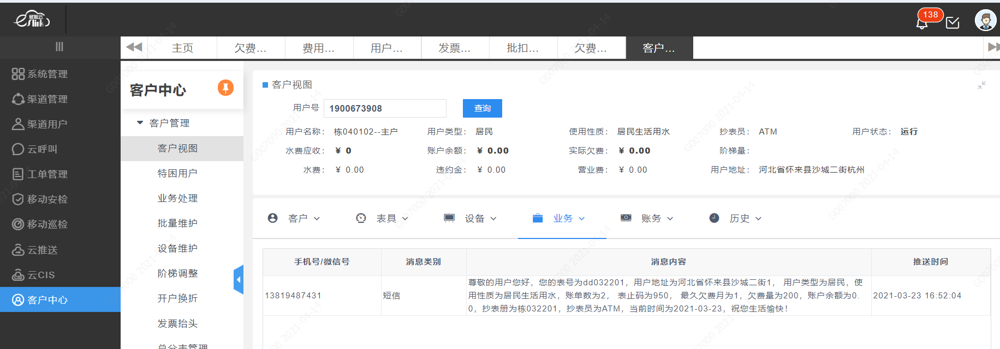 易联云
eslink
138
主页
欠费...
费用...
用户...
发票...
批扣...
欠费...
客户...
系统管理
渠道管理
渠道用户
云呼叫
工单管理
移动安检
移动巡检
云推送
云CIS
客户中心
客户中心
客户管理
客户视图
特困用户
业务处理
批量维护
设备维护
阶梯调整
开户换折
发票抬头
总分表管理
客户视图
用户号 1900673908 查询
用户名称: 栋040102--主户 用户类型: 居民 使用性质: 居民生活用水 抄表员: ATM 用户状态: 运行
水费应收: ¥ 0 账户余额: ¥ 0.00 实际欠费: ¥ 0.00 阶梯量:
水费: ¥ 0.00 违约金: ¥ 0.00 营业费: ¥ 0.00 用户地址: 河北省怀来县沙城二街杭州
客户 表具 设备 业务 账务 历史
手机号/微信号 消息类别 消息内容 推送时间
13819487431 短信 尊敬的用户您好，您的表号为dd032201，用户地址为河北省怀来县沙城二街1， 用户类型为居民，使
用性质为居民生活用水，账单数为2， 表止码为950， 最久欠费月为1，欠费量为200，账户余额为0.
0，抄表册为栋032201，抄表员为ATM，当前时间为2021-03-23，祝您生活愉快！ 2021-03-23 16:52:04
G007000 2021-04-14